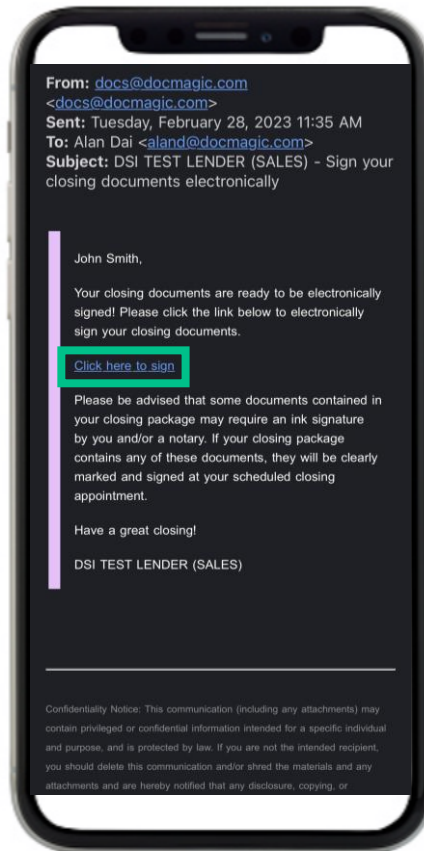 From: docs@docmagic.com
<docs@docmagic.com>
Sent: Tuesday, February 28, 2023 11:35 AM
To: Alan Dai <aland@docmagic.com>
Subject: DSI TEST LENDER (SALES) - Sign your
closing documents electronically
John Smith,
Your closing documents are ready to be electronically
signed! Please click the link below to electronically
sign your closing documents.
Click here to sign
Please be advised that some documents contained in
your closing package may require an ink signature
by you and/or a notary. If your closing package
contains any of these documents, they will be clearly
marked and signed at your scheduled closing
appointment.
Have a great closing!
DSI TEST LENDER (SALES)
Confidentiality Notice: This communication (including any attachments) may
contain privileged or confidential information intended for a specific individual
and purpose, and is protected by law. If you are not the intended recipient,
you should delete this communication and/or shred the materials and any
attachments and are hereby notified that any disclosure, copying, or